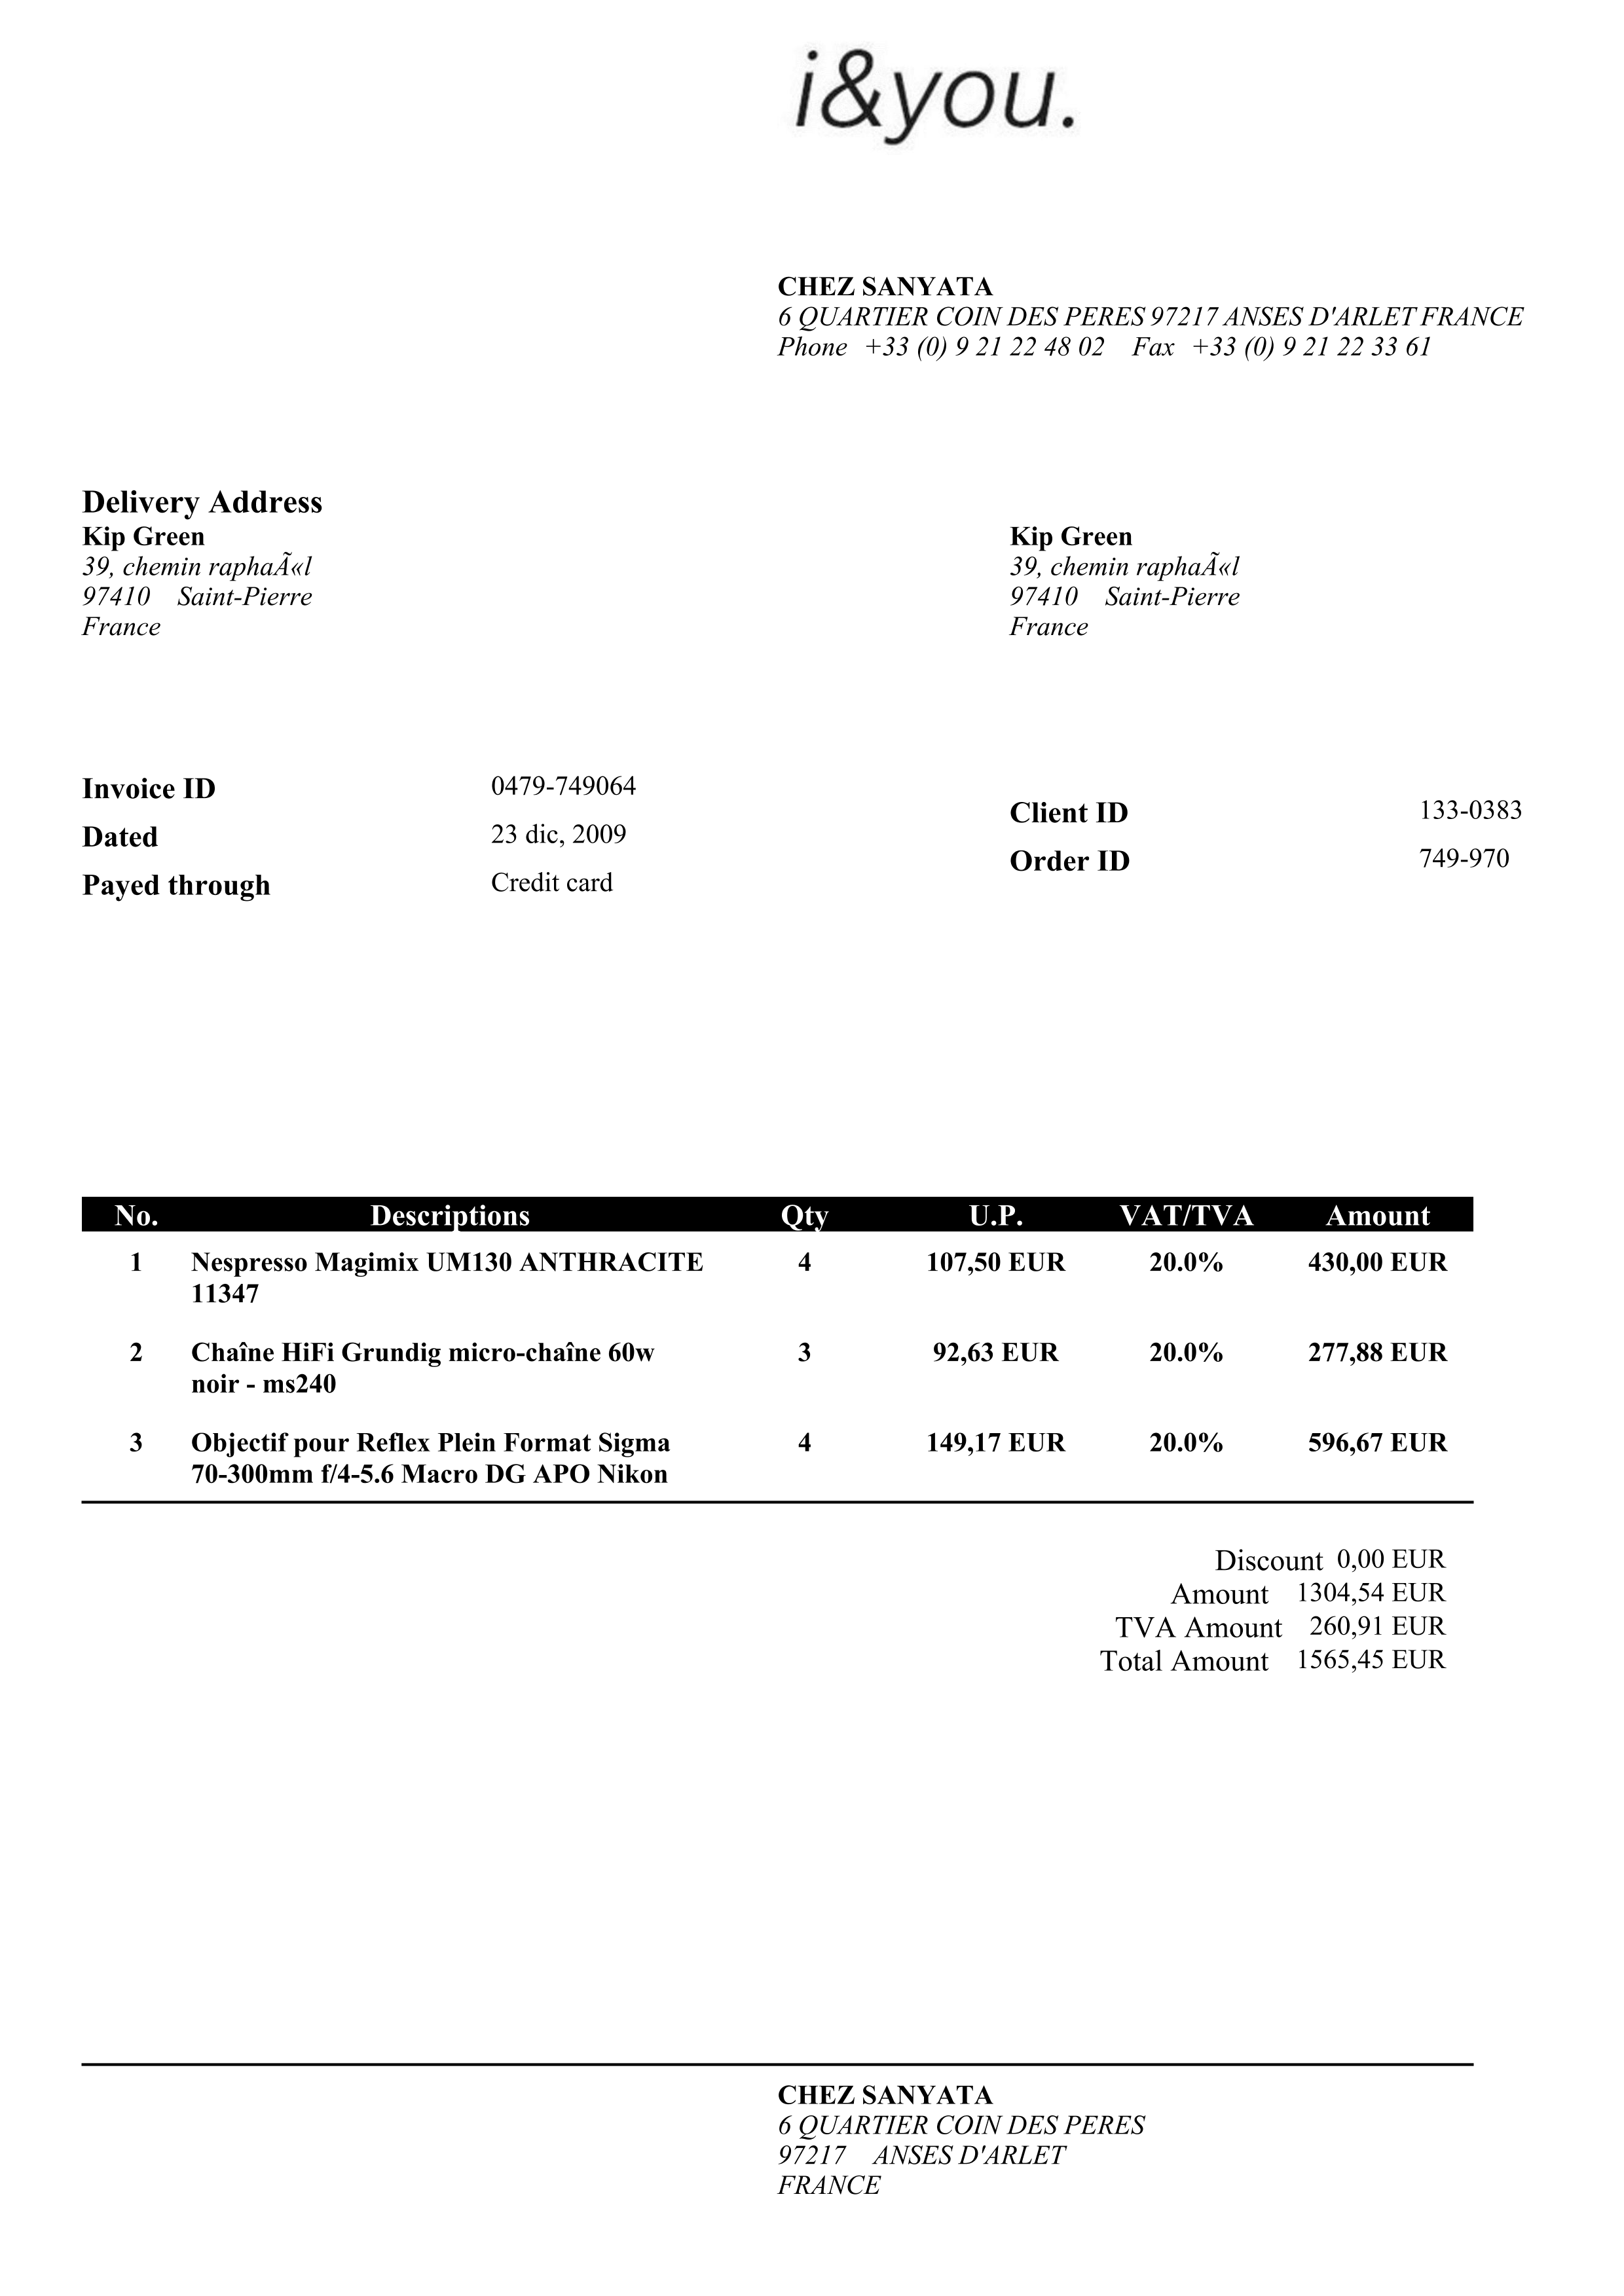 i&you.
CHEZ SANYATA
6 QUARTIER COIN DES PERES 97217 ANSES D'ARLET FRANCE
Phone +33 (0) 9 21 22 48 02 Fax +33 (0) 9 21 22 33 61
Delivery Address
Kip Green
39, chemin raphaÃ«l
97410 Saint-Pierre
France
Kip Green
39, chemin raphaÃ«l
97410 Saint-Pierre
France
Invoice ID 0479-749064
Dated 23 dic, 2009
Payed through Credit card
Client ID 133-0383
Order ID 749-970
No. Descriptions Qty U.P. VAT/TVA Amount
1 Nespresso Magimix UM130 ANTHRACITE 4 107,50 EUR 20.0% 430,00 EUR
11347
2 Chaîne HiFi Grundig micro-chaîne 60w 3 92,63 EUR 20.0% 277,88 EUR
noir - ms240
3 Objectif pour Reflex Plein Format Sigma 4 149,17 EUR 20.0% 596,67 EUR
70-300mm f/4-5.6 Macro DG APO Nikon
Discount 0,00 EUR
Amount 1304,54 EUR
TVA Amount 260,91 EUR
Total Amount 1565,45 EUR
CHEZ SANYATA
6 QUARTIER COIN DES PERES
97217 ANSES D'ARLET
FRANCE